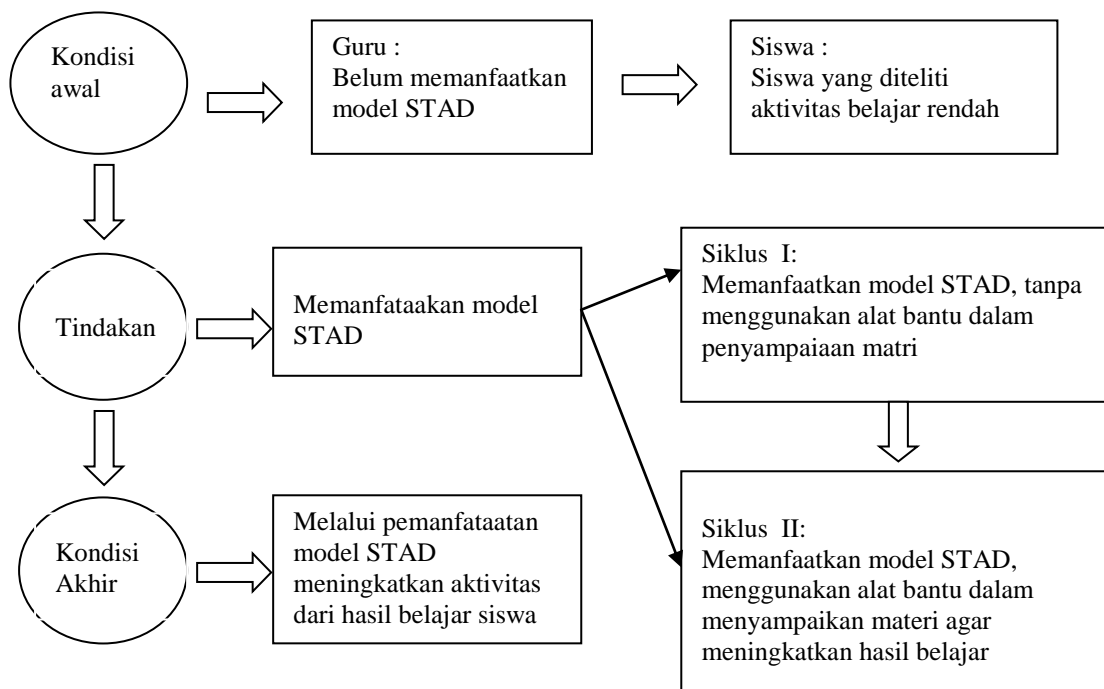 Kondisi
awal
Guru :
Belum memanfaatkan
model STAD
Siswa :
Siswa yang diteliti
aktivitas belajar rendah
Tindakan
Memanfataakan model
STAD
Siklus I:
Memanfaatkan model STAD, tanpa
menggunakan alat bantu dalam
penyampaiaan matri
Kondisi
Akhir
Melalui pemanfataatan
model STAD
meningkatkan aktivitas
dari hasil belajar siswa
Siklus II:
Memanfaatkan model STAD,
menggunakan alat bantu dalam
menyampaikan materi agar
meningkatkan hasil belajar